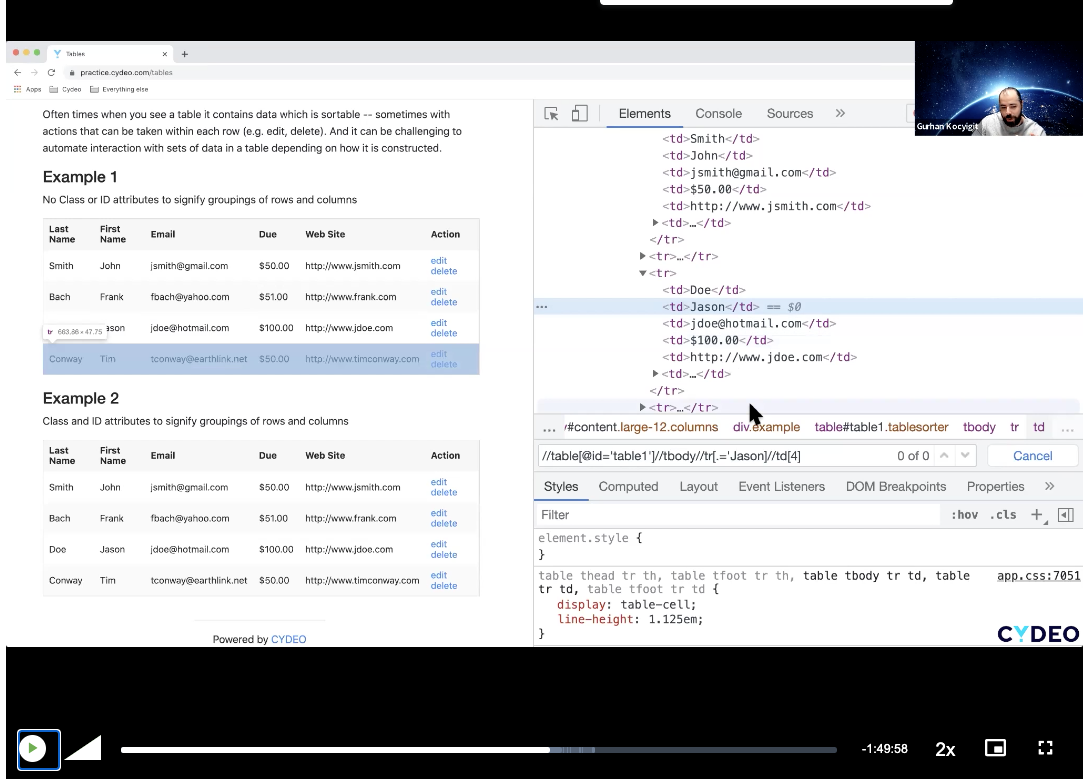 Tables
practice.cydeo.com/tables
Apps Cydeo Everything else
Gurhan Kocyigit
Often times when you see a table it contains data which is sortable -- sometimes with
actions that can be taken within each row (e.g. edit, delete). And it can be challenging to
automate interaction with sets of data in a table depending on how it is constructed.
Example 1
No Class or ID attributes to signify groupings of rows and columns
Last Name First Name Email Due Web Site Action
Smith John jsmith@gmail.com $50.00 http://www.jsmith.com edit delete
Bach Frank fbach@yahoo.com $51.00 http://www.frank.com edit delete
tr 663.86 × 47.75
ason jdoe@hotmail.com $100.00 http://www.jdoe.com edit delete
Conway Tim tconway@earthlink.net $50.00 http://www.timconway.com edit delete
Example 2
Class and ID attributes to signify groupings of rows and columns
Last Name First Name Email Due Web Site Action
Smith John jsmith@gmail.com $50.00 http://www.jsmith.com edit delete
Bach Frank fbach@yahoo.com $51.00 http://www.frank.com edit delete
Doe Jason jdoe@hotmail.com $100.00 http://www.jdoe.com edit delete
Conway Tim tconway@earthlink.net $50.00 http://www.timconway.com edit delete
Powered by CYDEO
Elements Console Sources »
<td>Smith</td>
<td>John</td>
<td>jsmith@gmail.com</td>
<td>$50.00</td>
<td>http://www.jsmith.com</td>
▶<td>…</td>
</tr>
▶<tr>…</tr>
▼<tr>
<td>Doe</td>
… <td>Jason</td> == $0
<td>jdoe@hotmail.com</td>
<td>$100.00</td>
<td>http://www.jdoe.com</td>
▶<td>…</td>
</tr>
▶<tr>…</tr>
… #content.large-12.columns div.example table#table1.tablesorter tbody tr td …
//table[@id='table1']//tbody//tr[.='Jason]//td[4] 0 of 0 Cancel
Styles Computed Layout Event Listeners DOM Breakpoints Properties »
Filter :hov .cls +
element.style {
}
table thead tr th, table tfoot tr th, table tbody tr td, table app.css:7051
tr td, table tfoot tr td {
display: table-cell;
line-height: 1.125em;
}
CYDEO
-1:49:58 2x